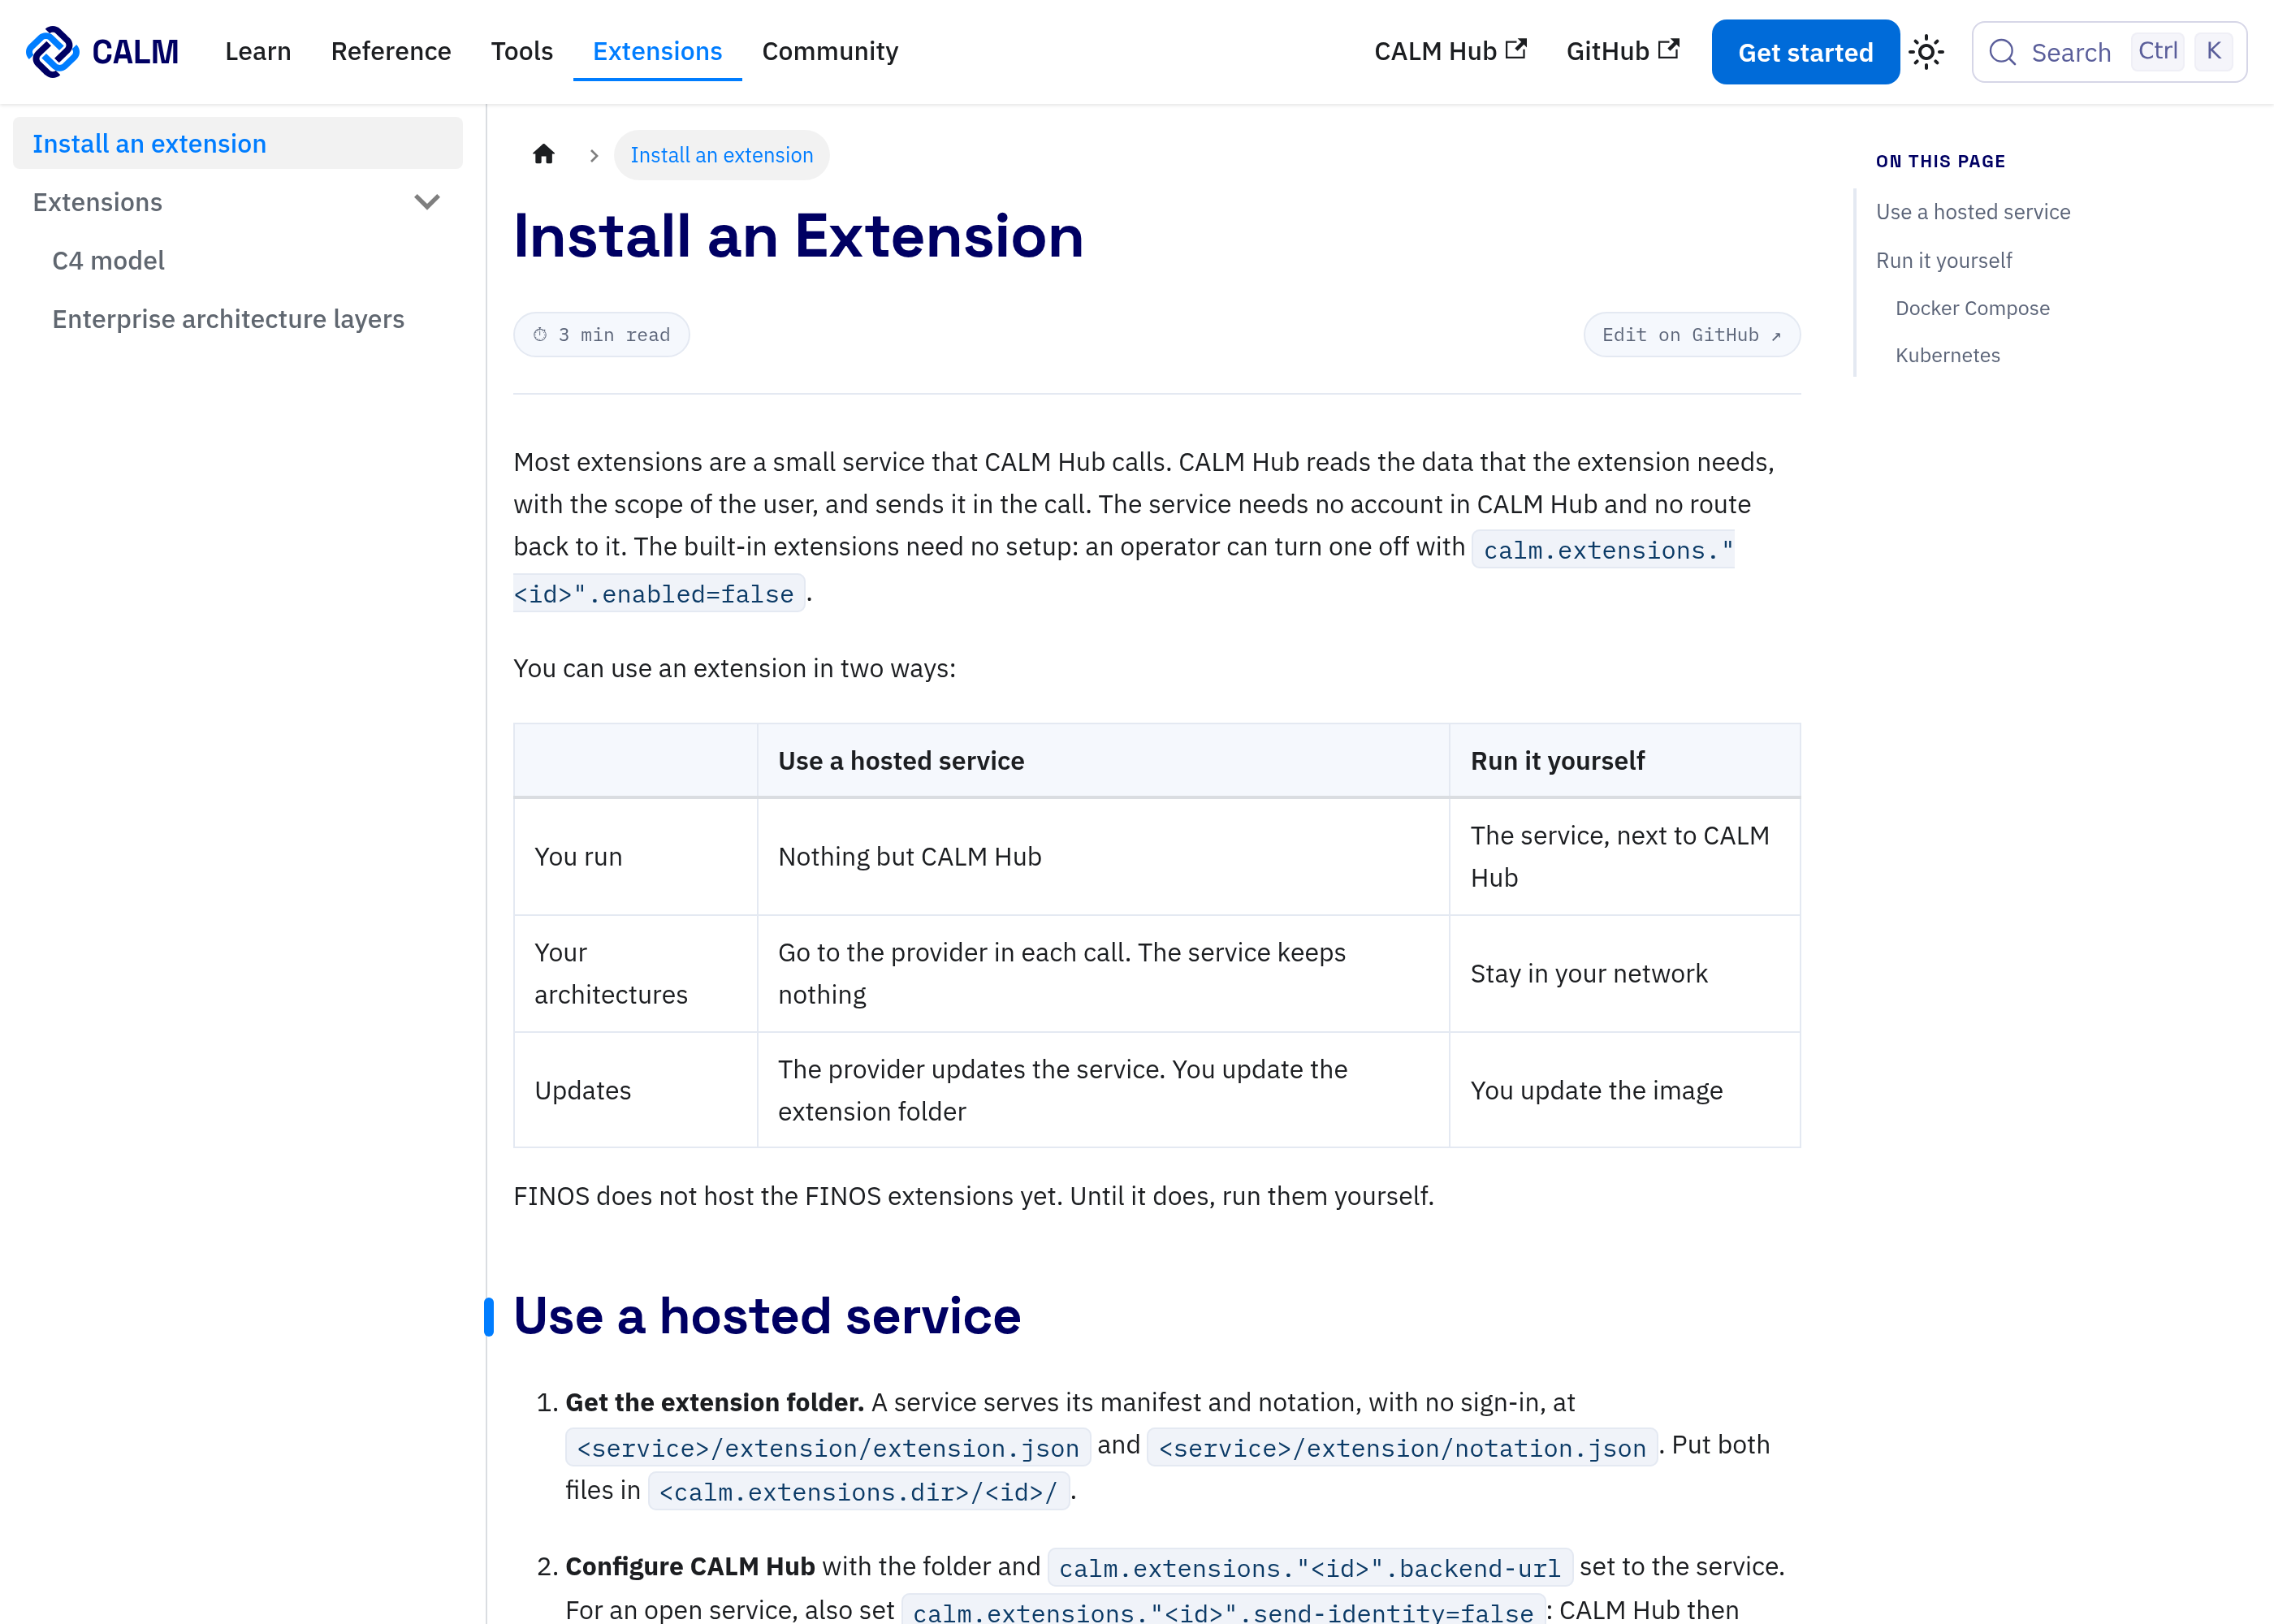 CALM
Learn
Reference
Tools
Extensions
Community
CALM Hub
GitHub
Get started
Search
Ctrl
K
Install an extension
Extensions
C4 model
Enterprise architecture layers
Install an extension
Install an Extension
3 min read
Edit on GitHub ↗
Most extensions are a small service that CALM Hub calls. CALM Hub reads the data that the extension needs,
with the scope of the user, and sends it in the call. The service needs no account in CALM Hub and no route
back to it. The built-in extensions need no setup: an operator can turn one off with calm.extensions."
<id>".enabled=false.
You can use an extension in two ways:
Use a hosted service
Run it yourself
You run
Nothing but CALM Hub
The service, next to CALM
Hub
Your
architectures
Go to the provider in each call. The service keeps
nothing
Stay in your network
Updates
The provider updates the service. You update the
extension folder
You update the image
FINOS does not host the FINOS extensions yet. Until it does, run them yourself.
Use a hosted service
1. Get the extension folder. A service serves its manifest and notation, with no sign-in, at
<service>/extension/extension.json and <service>/extension/notation.json. Put both
files in <calm.extensions.dir>/<id>/.
2. Configure CALM Hub with the folder and calm.extensions."<id>".backend-url set to the service.
For an open service, also set calm.extensions."<id>".send-identity=false: CALM Hub then
ON THIS PAGE
Use a hosted service
Run it yourself
Docker Compose
Kubernetes